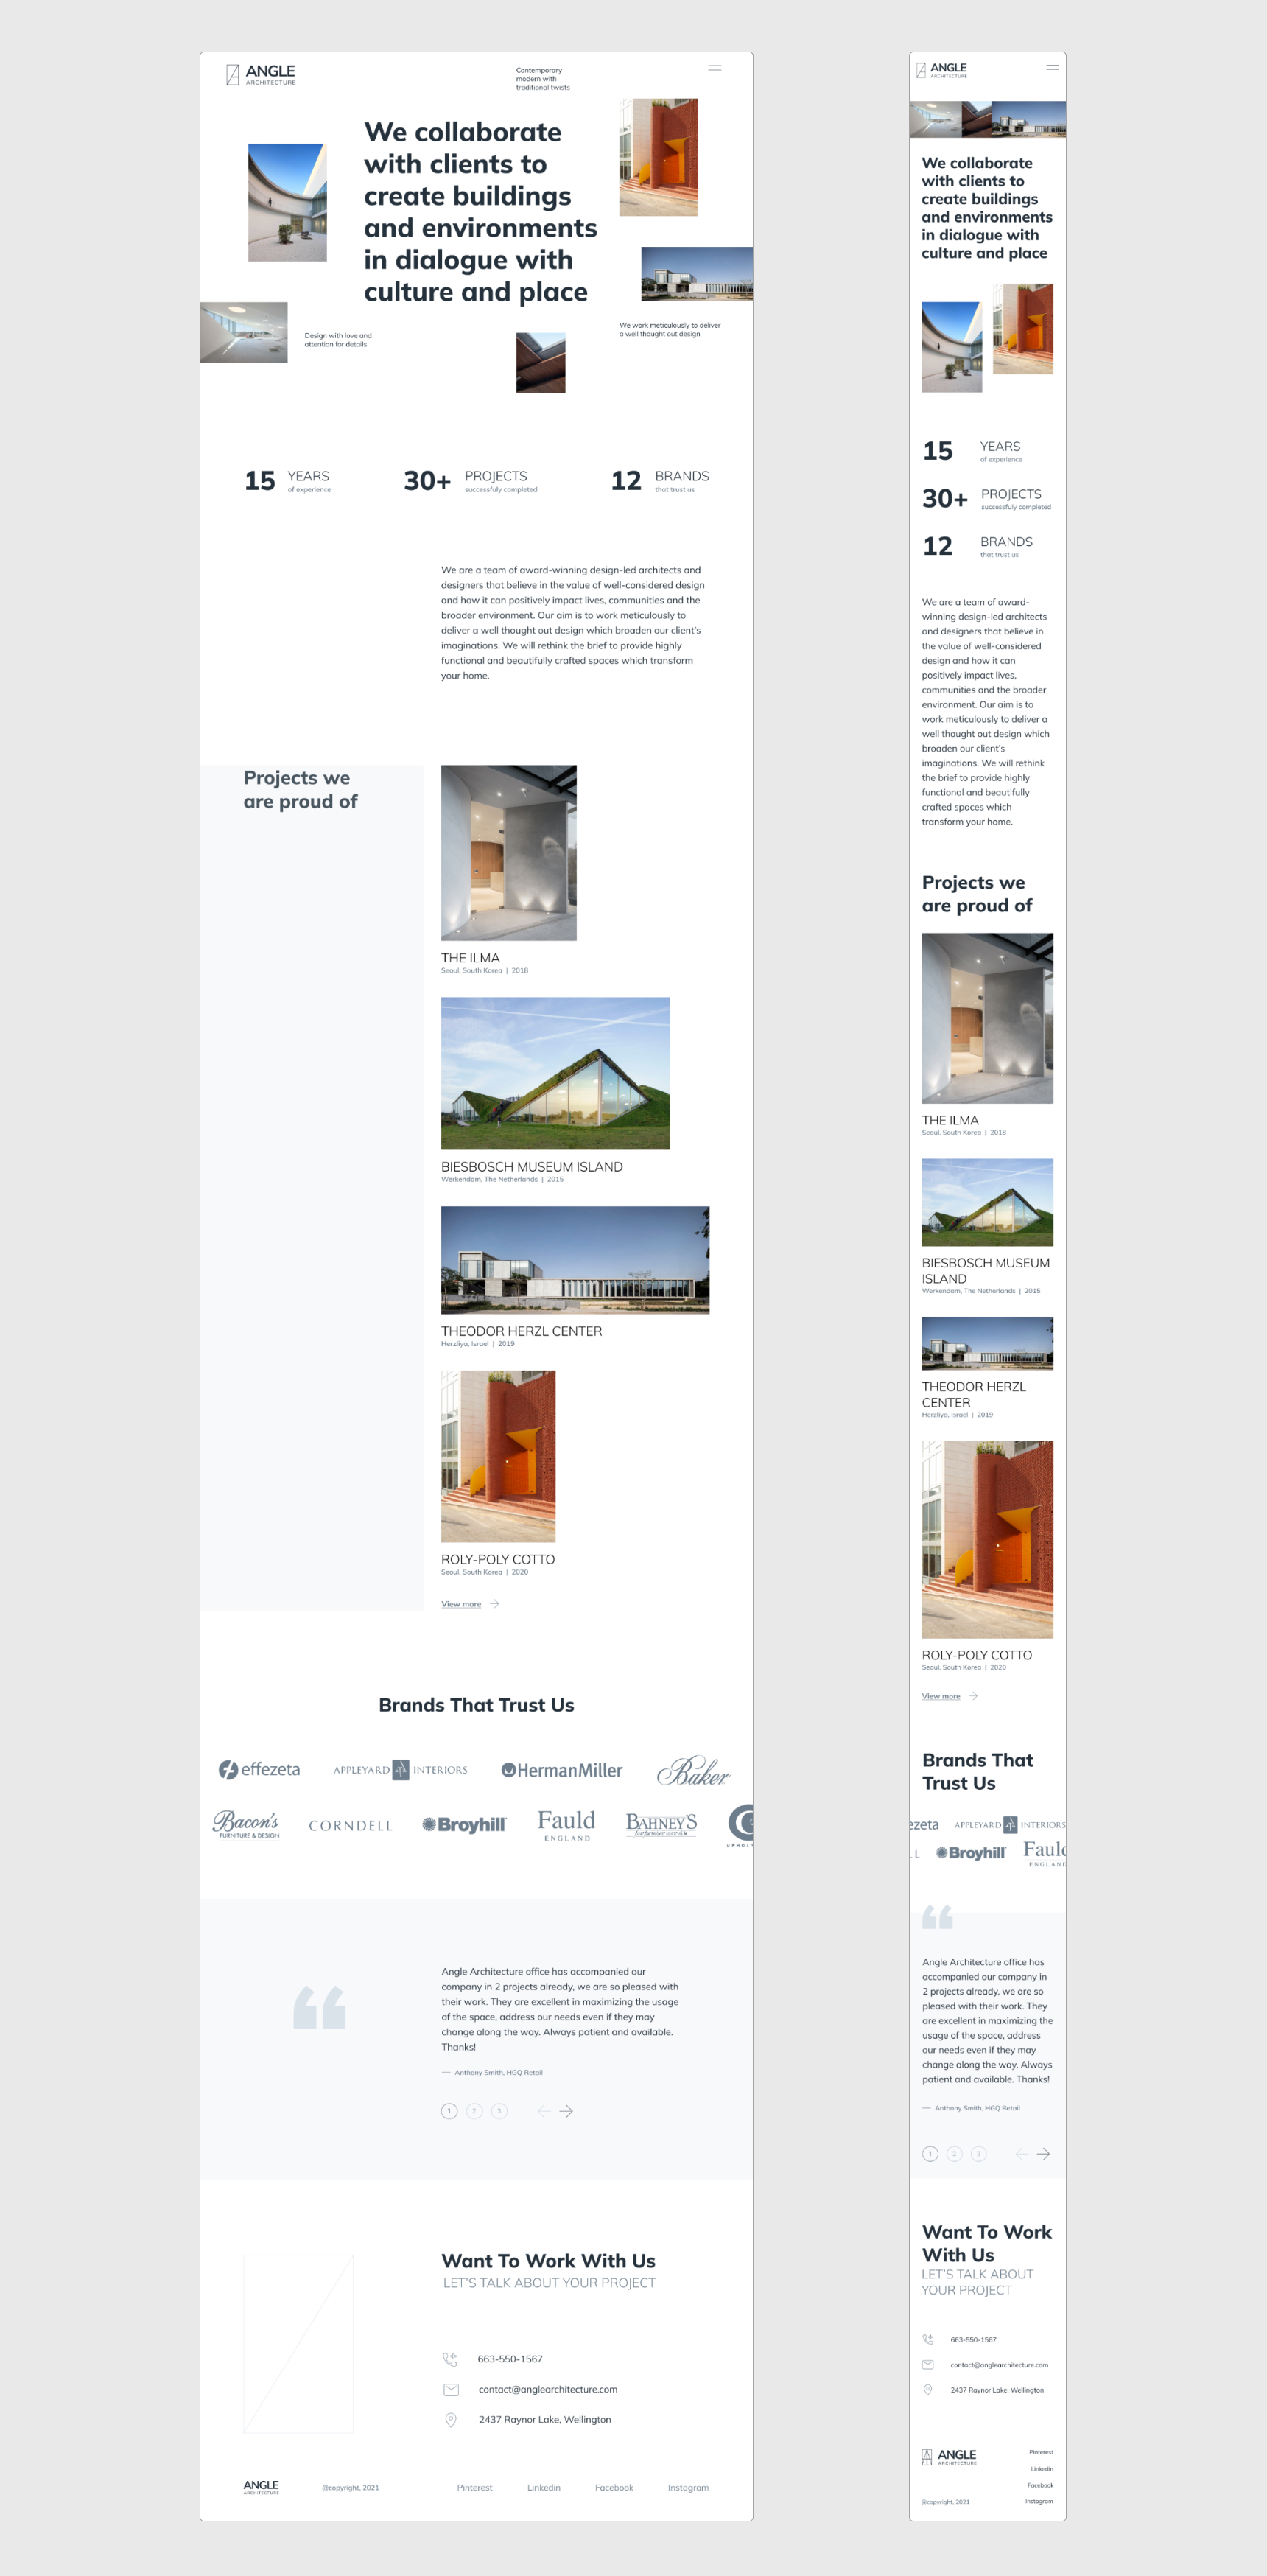 ANGLE
ARCHITECTURE
Contemporary
modern with
traditional twists
We collaborate
with clients to
create buildings
and environments
in dialogue with
culture and place
Design with love and
attention for details
We work meticulously to deliver
a well thought out design
15 YEARS
of experience
30+ PROJECTS
successfuly completed
12 BRANDS
that trust us
We are a team of award-winning design-led architects and
designers that believe in the value of well-considered design
and how it can positively impact lives, communities and the
broader environment. Our aim is to work meticulously to
deliver a well thought out design which broaden our client's
imaginations. We will rethink the brief to provide highly
functional and beautifully crafted spaces which transform
your home.
Projects we
are proud of
THE ILMA
Seoul, South Korea | 2018
BIESBOSCH MUSEUM ISLAND
Werkendam, The Netherlands | 2015
THEODOR HERZL CENTER
Herzliya, Israel | 2019
ROLY-POLY COTTO
Seoul, South Korea | 2020
View more
Brands That Trust Us
effezeta
APPLEYARD INTERIORS
HermanMiller
Baker
Bacon's
FURNITURE & DESIGN
CORNDELL
Broyhill
Fauld
ENGLAND
BAHNEY'S
UPHOL
Angle Architecture office has accompanied our
company in 2 projects already, we are so pleased with
their work. They are excellent in maximizing the usage
of the space, address our needs even if they may
change along the way. Always patient and available.
Thanks!
— Anthony Smith, HGQ Retail
1 2 3
Want To Work With Us
LET'S TALK ABOUT YOUR PROJECT
663-550-1567
contact@anglearchitecture.com
2437 Raynor Lake, Wellington
ANGLE
ARCHITECTURE
@copyright, 2021
Pinterest
Linkedin
Facebook
Instagram
ANGLE
ARCHITECTURE
We collaborate
with clients to
create buildings
and environments
in dialogue with
culture and place
15 YEARS
of experience
30+ PROJECTS
successfuly completed
12 BRANDS
that trust us
We are a team of award-
winning design-led architects
and designers that believe in
the value of well-considered
design and how it can
positively impact lives,
communities and the broader
environment. Our aim is to
work meticulously to deliver a
well thought out design which
broaden our client's
imaginations. We will rethink
the brief to provide highly
functional and beautifully
crafted spaces which
transform your home.
Projects we
are proud of
THE ILMA
Seoul, South Korea | 2018
BIESBOSCH MUSEUM
ISLAND
Werkendam, The Netherlands | 2015
THEODOR HERZL
CENTER
Herzliya, Israel | 2019
ROLY-POLY COTTO
Seoul, South Korea | 2020
View more
Brands That
Trust Us
ezeta
APPLEYARD INTERIORS
LL
Broyhill
Fauld
ENGLAN
Angle Architecture office has
accompanied our company in
2 projects already, we are so
pleased with their work. They
are excellent in maximizing the
usage of the space, address
our needs even if they may
change along the way. Always
patient and available. Thanks!
— Anthony Smith, HGQ Retail
1 2 3
Want To Work
With Us
LET'S TALK ABOUT
YOUR PROJECT
663-550-1567
contact@anglearchitecture.com
2437 Raynor Lake, Wellington
ANGLE
ARCHITECTURE
Pinterest
Linkedin
Facebook
Instagram
@copyright, 2021